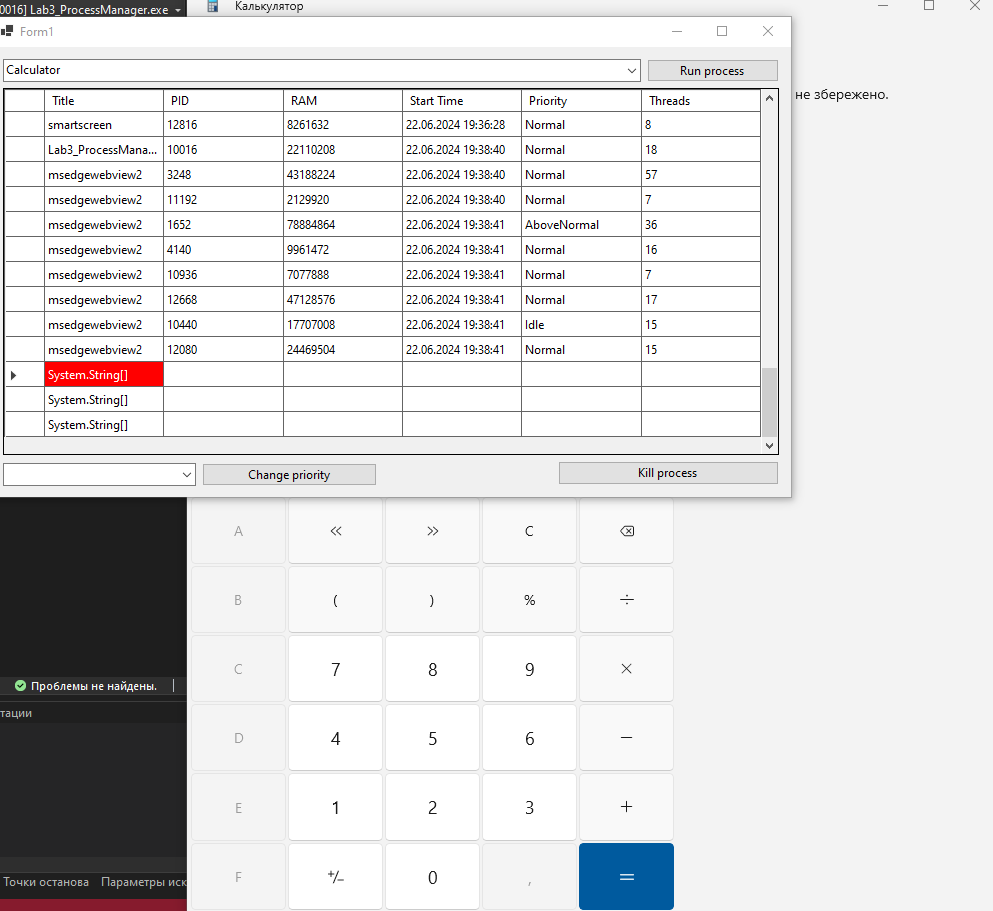 0016] Lab3_ProcessManager.exe
Калькулятор
Form1
Calculator
Run process
не збережено.
Title PID RAM Start Time Priority Threads
smartscreen 12816 8261632 22.06.2024 19:36:28 Normal 8
Lab3_ProcessMana... 10016 22110208 22.06.2024 19:38:40 Normal 18
msedgewebview2 3248 43188224 22.06.2024 19:38:40 Normal 57
msedgewebview2 11192 2129920 22.06.2024 19:38:40 Normal 7
msedgewebview2 1652 78884864 22.06.2024 19:38:41 AboveNormal 36
msedgewebview2 4140 9961472 22.06.2024 19:38:41 Normal 16
msedgewebview2 10936 7077888 22.06.2024 19:38:41 Normal 7
msedgewebview2 12668 47128576 22.06.2024 19:38:41 Normal 17
msedgewebview2 10440 17707008 22.06.2024 19:38:41 Idle 15
msedgewebview2 12080 24469504 22.06.2024 19:38:41 Normal 15
System.String[]
System.String[]
System.String[]
Change priority
Kill process
A « » C
B ( ) % ÷
C 7 8 9 ×
D 4 5 6 −
E 1 2 3 +
F +/− 0 , =
Проблемы не найдены.
тации
Точки останова Параметры иск